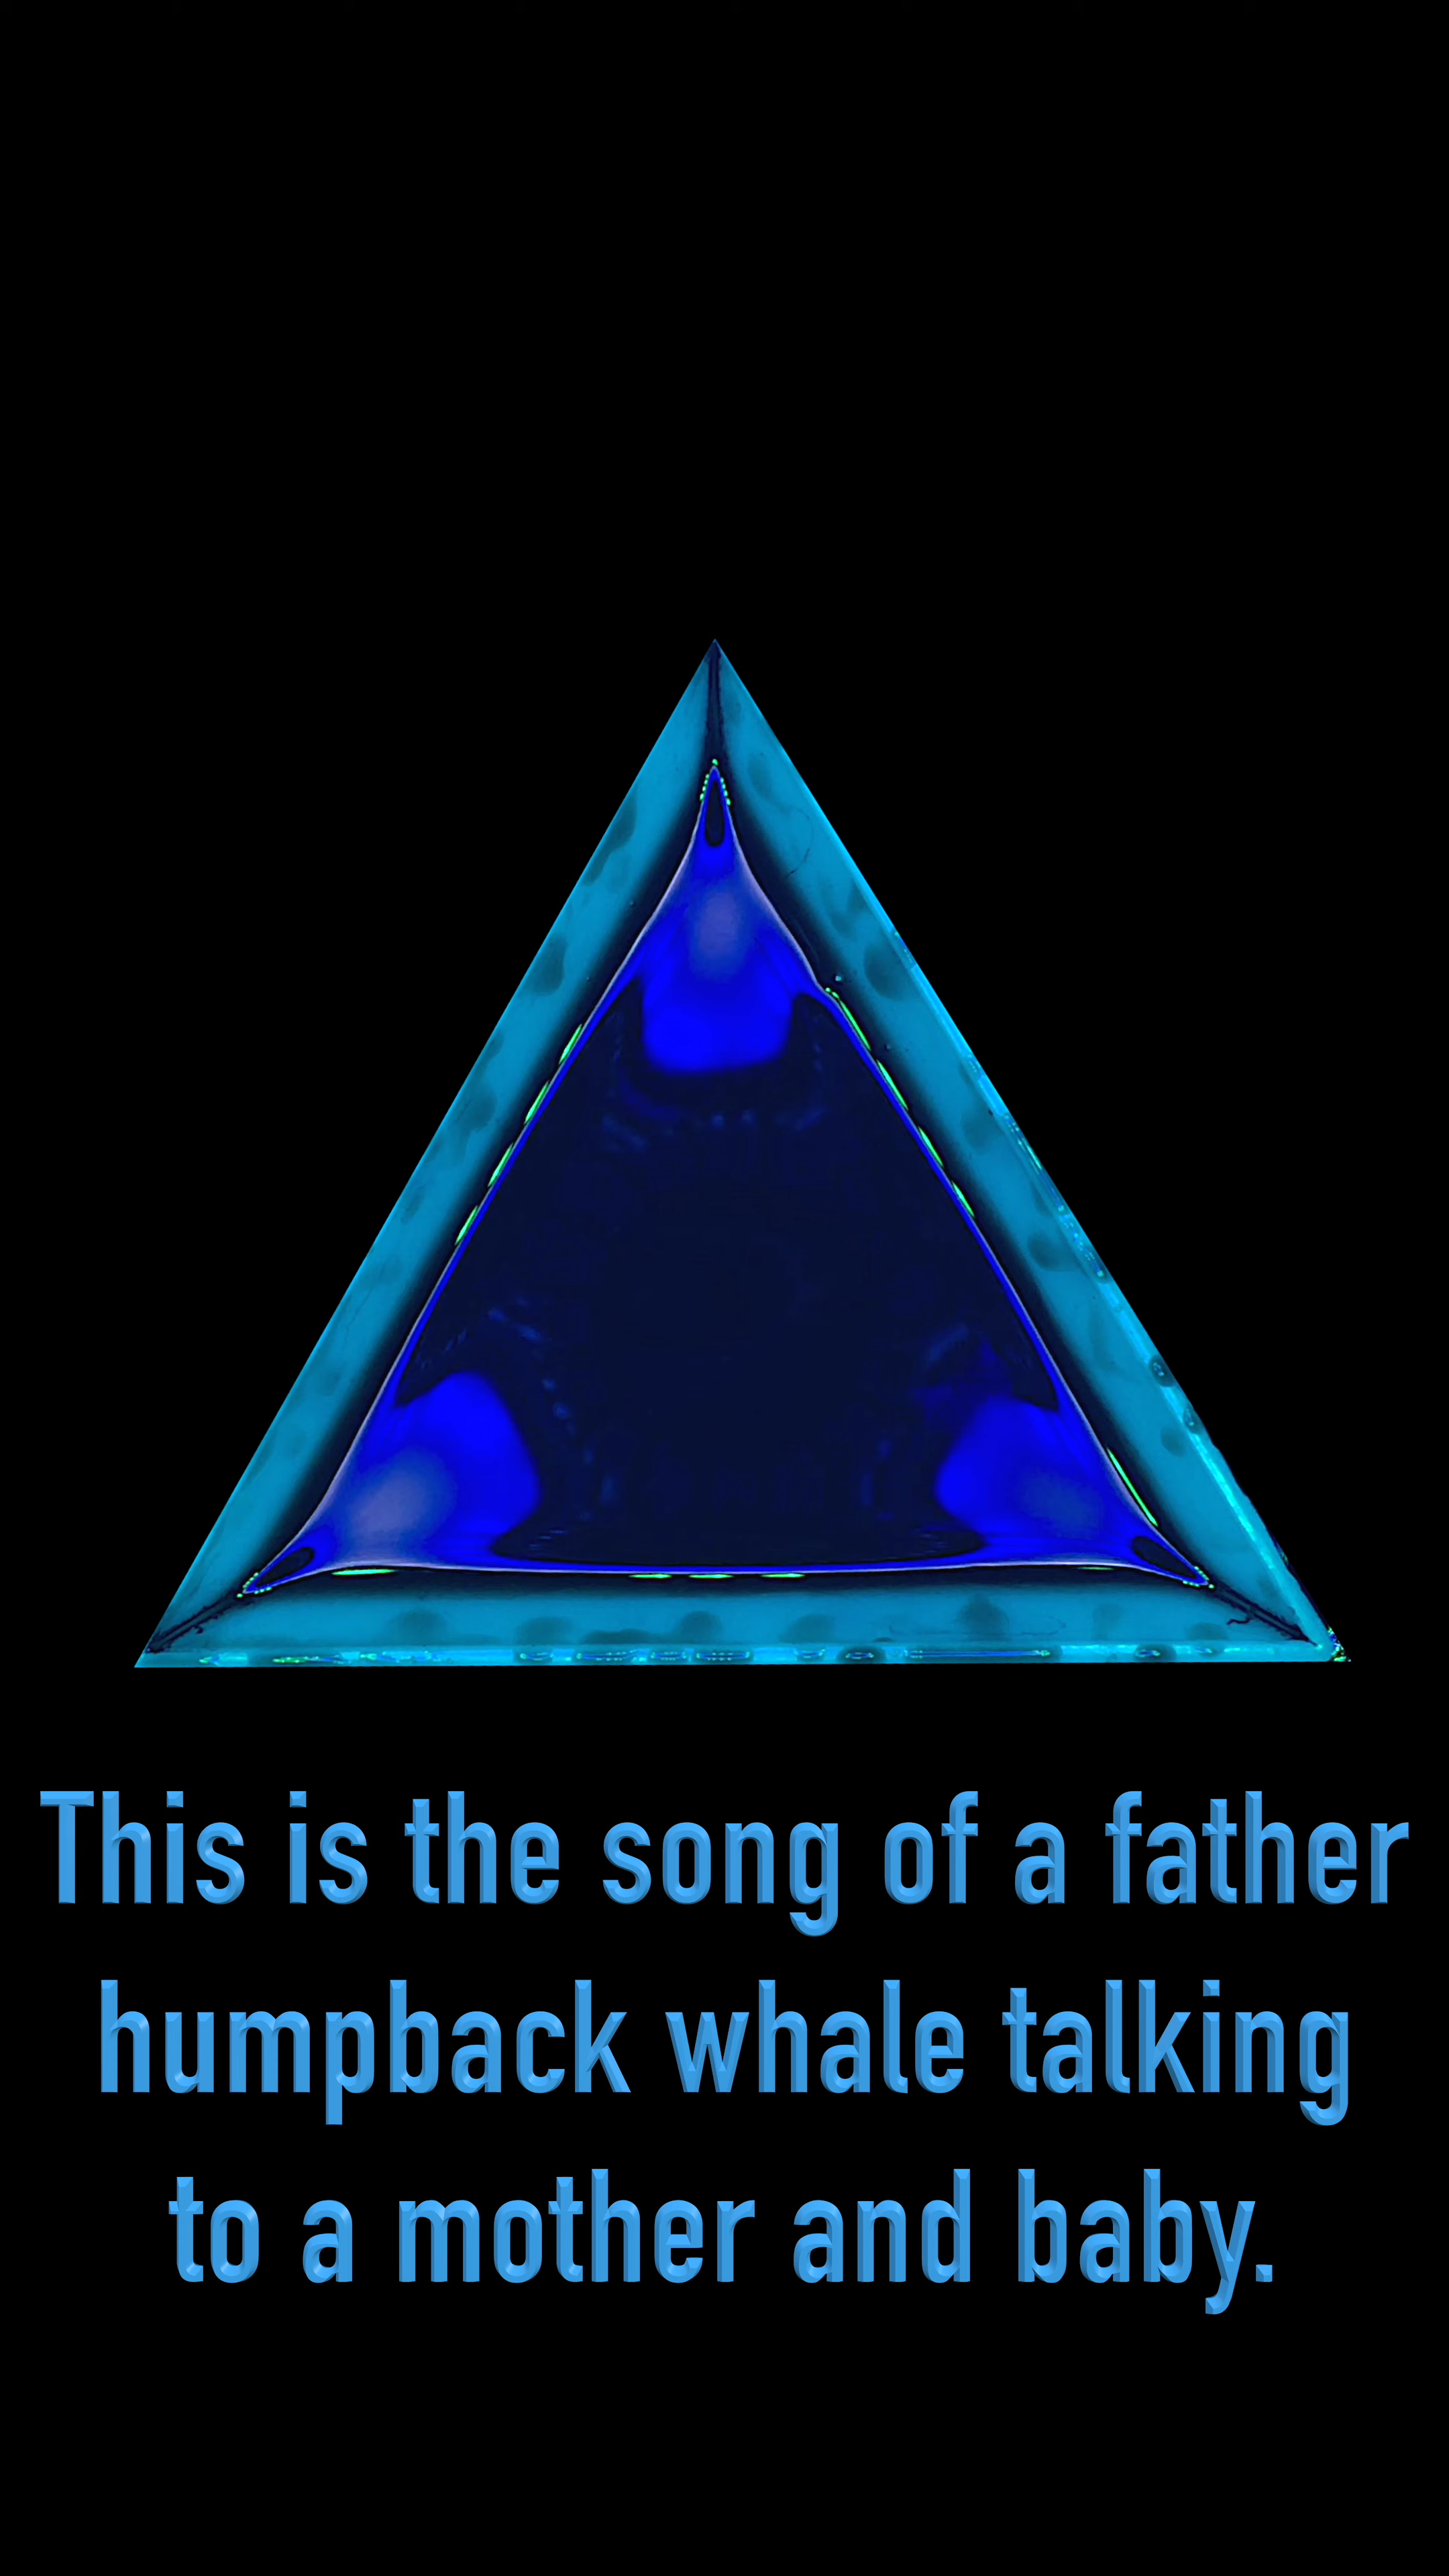 This is the song of a father
humpback whale talking
to a mother and baby.